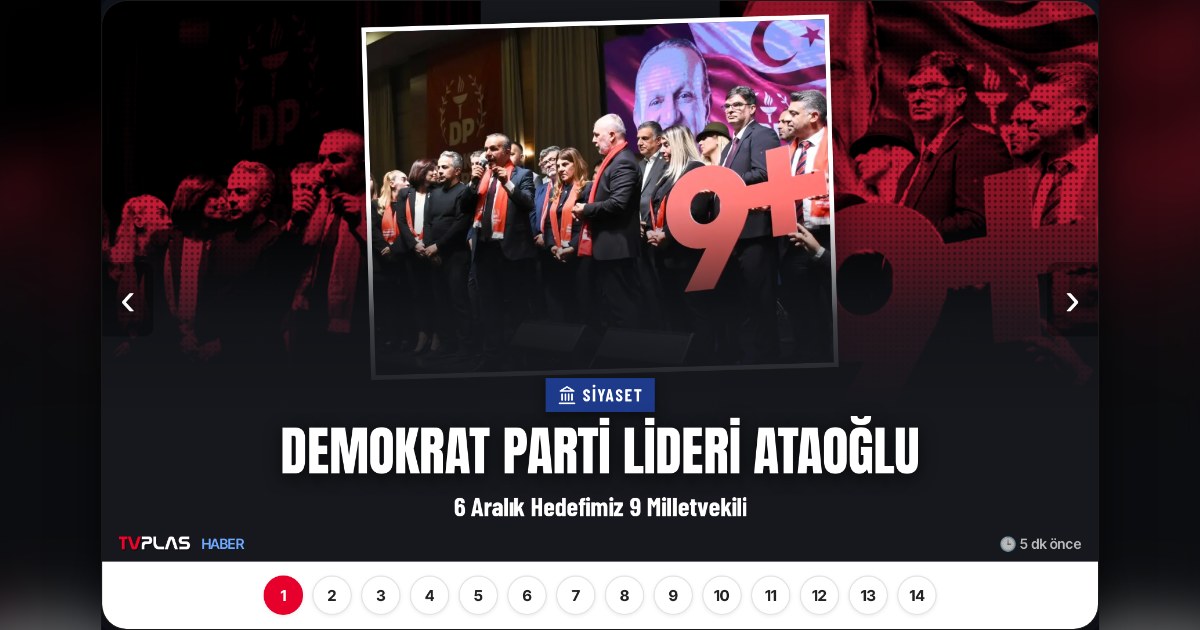 DP
DP
9+
‹
›
SİYASET
DEMOKRAT PARTİ LİDERİ ATAOĞLU
6 Aralık Hedefimiz 9 Milletvekili
TVPLAS HABER
5 dk önce
1 2 3 4 5 6 7 8 9 10 11 12 13 14